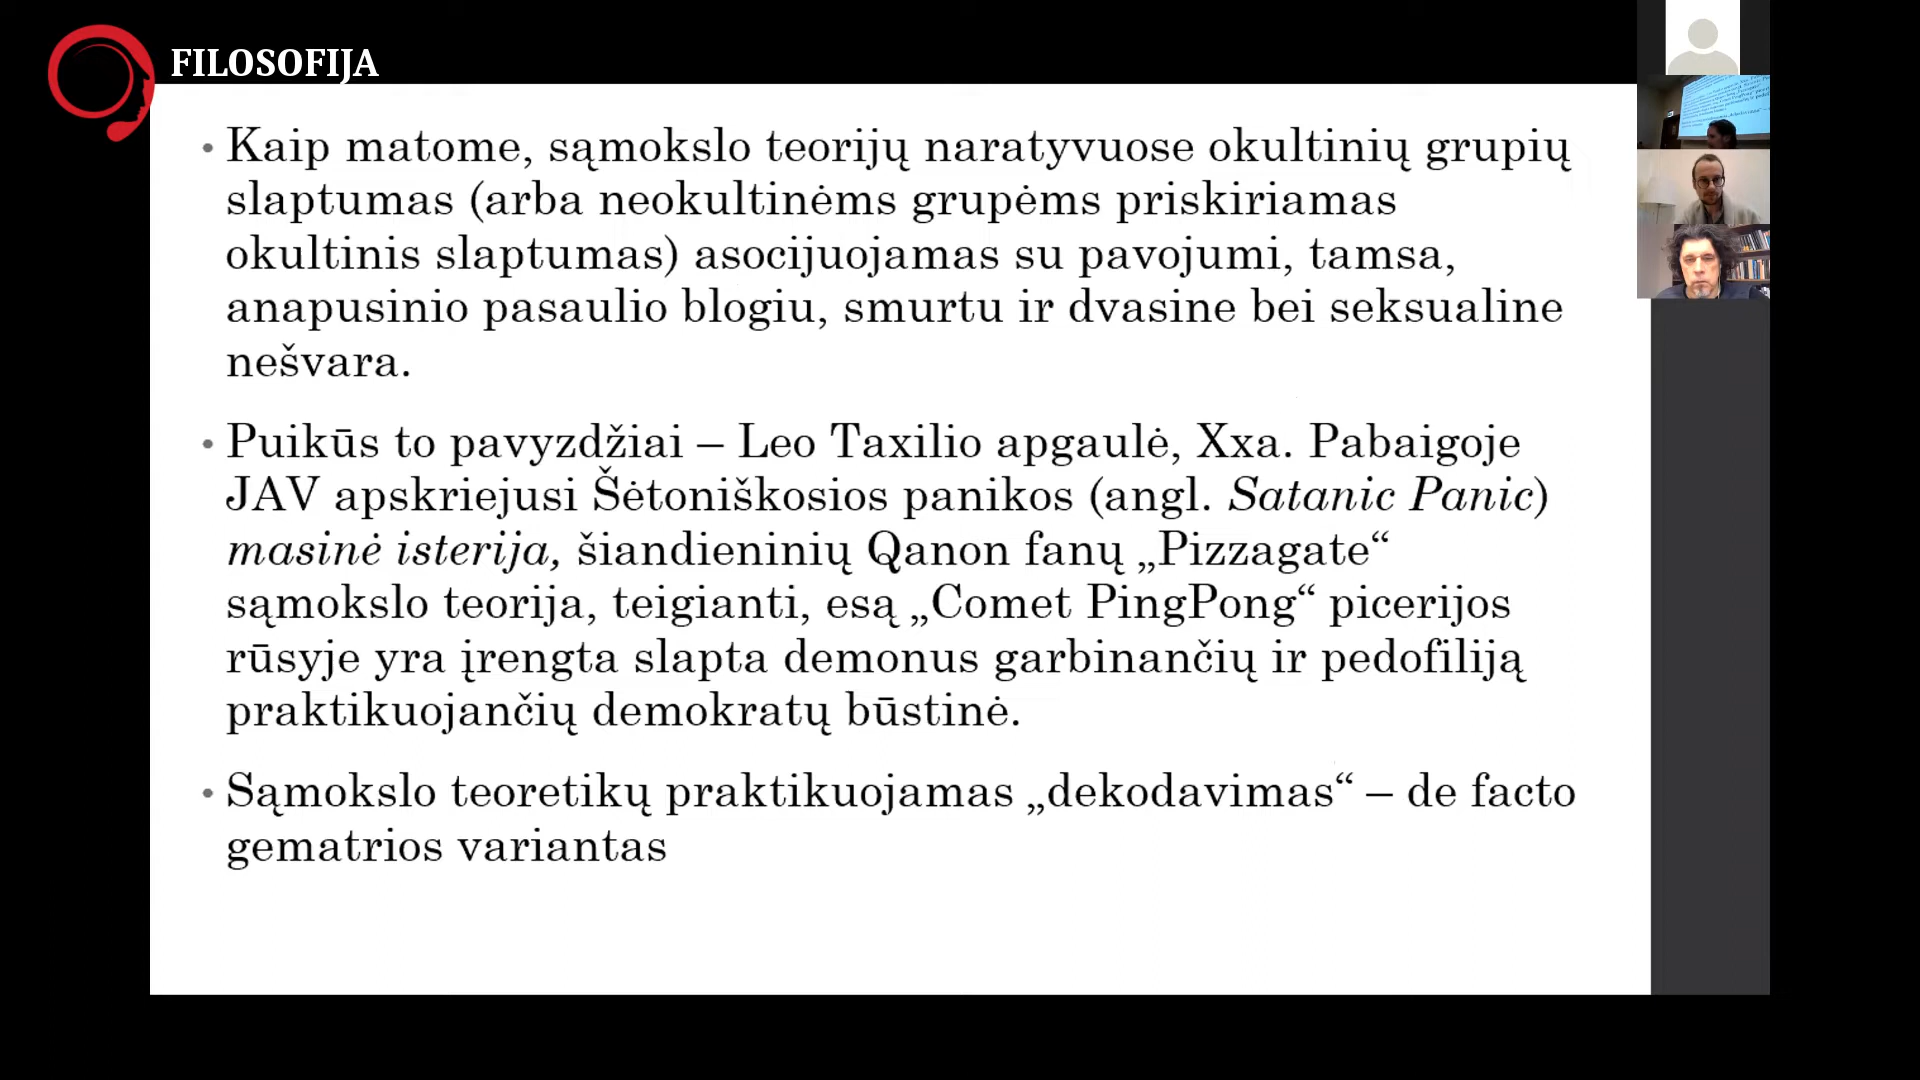 FILOSOFIJA
• Kaip matome, sąmokslo teorijų naratyvuose okultinių grupių
slaptumas (arba neokultinėms grupėms priskiriamas
okultinis slaptumas) asocijuojamas su pavojumi, tamsa,
anapusinio pasaulio blogiu, smurtu ir dvasine bei seksualine
nešvara.
• Puikūs to pavyzdžiai – Leo Taxilio apgaulė, Xxa. Pabaigoje
JAV apskriejusi Šėtoniškosios panikos (angl. Satanic Panic)
masinė isterija, šiandieninių Qanon fanų „Pizzagate“
sąmokslo teorija, teigianti, esą „Comet PingPong“ picerijos
rūsyje yra įrengta slapta demonus garbinančių ir pedofiliją
praktikuojančių demokratų būstinė.
• Sąmokslo teoretikų praktikuojamas „dekodavimas“ – de facto
gematrios variantas